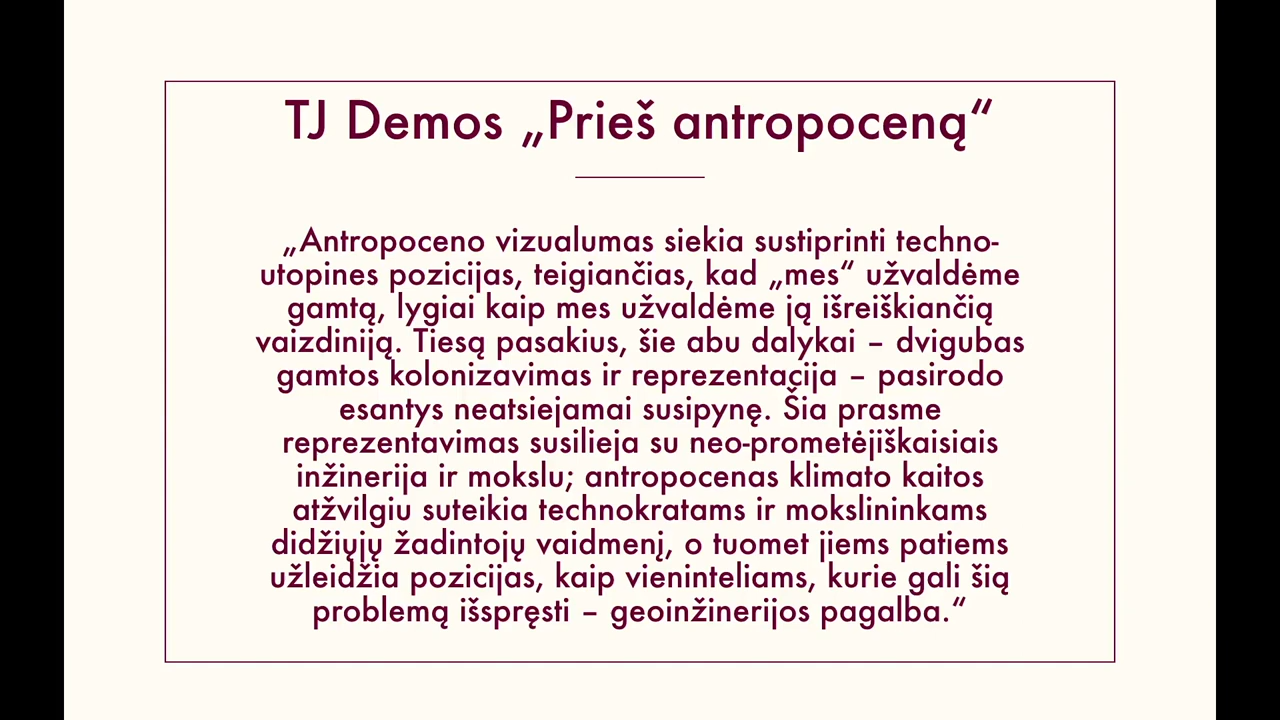 TJ Demos „Prieš antropoceną“
„Antropoceno vizualumas siekia sustiprinti techno-
utopines pozicijas, teigiančias, kad „mes“ užvaldėme
gamtą, lygiai kaip mes užvaldėme ją išreiškiančią
vaizdiniją. Tiesą pasakius, šie abu dalykai – dvigubas
gamtos kolonizavimas ir reprezentacija – pasirodo
esantys neatsiejamai susipynę. Šia prasme
reprezentavimas susilieja su neo-prometėjiškaisiais
inžinerija ir mokslu; antropocenas klimato kaitos
atžvilgiu suteikia technokratams ir mokslininkams
didžiųjų žadintojų vaidmenį, o tuomet jiems patiems
užleidžia pozicijas, kaip vieninteliams, kurie gali šią
problemą išspręsti – geoinžinerijos pagalba.“